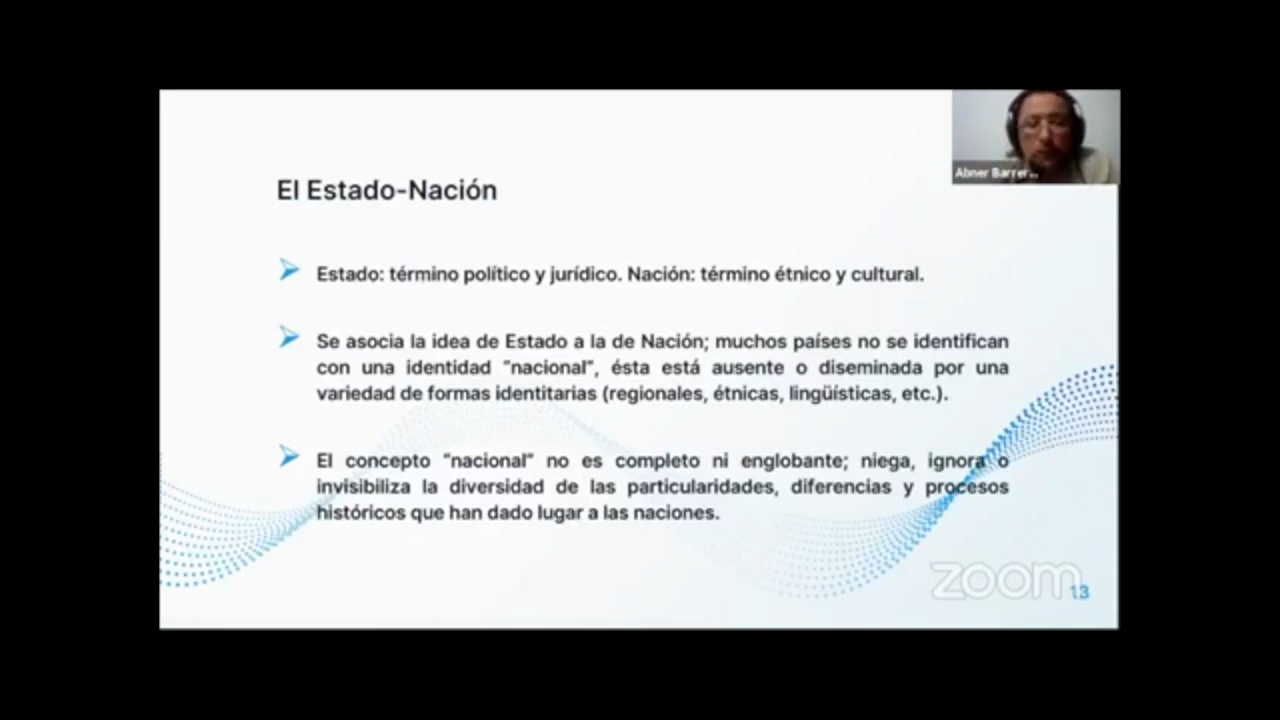 Abner Barrer...
El Estado-Nación
Estado: término político y jurídico. Nación: término étnico y cultural.
Se asocia la idea de Estado a la de Nación; muchos países no se identifican
con una identidad “nacional”, ésta está ausente o diseminada por una
variedad de formas identitarias (regionales, étnicas, lingüísticas, etc.).
El concepto “nacional” no es completo ni englobante; niega, ignora o
invisibiliza la diversidad de las particularidades, diferencias y procesos
históricos que han dado lugar a las naciones.
zoom
13